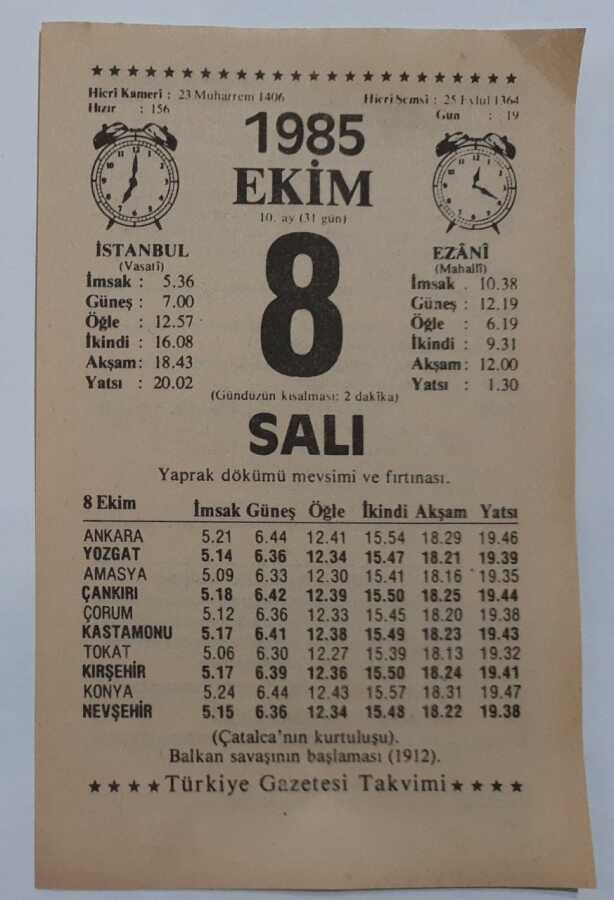 Hicrî Kamerî : 23 Muharrem 1406
Hızır : 156
Hicrî Şemsî : 25 Eylul 1364
Gün : 19
1985
EKİM
10. ay (31 gün)
8
İSTANBUL
(Vasatî)
İmsak : 5.36
Güneş : 7.00
Öğle : 12.57
İkindi : 16.08
Akşam : 18.43
Yatsı : 20.02
EZÂNÎ
(Mahallî)
İmsak : 10.38
Güneş : 12.19
Öğle : 6.19
İkindi : 9.31
Akşam : 12.00
Yatsı : 1.30
(Gündüzün kısalması: 2 dakîka)
SALI
Yaprak dökümü mevsimi ve fırtınası.
8 Ekim İmsak Güneş Öğle İkindi Akşam Yatsı
ANKARA 5.21 6.44 12.41 15.54 18.29 19.46
YOZGAT 5.14 6.36 12.34 15.47 18.21 19.39
AMASYA 5.09 6.33 12.30 15.41 18.16 19.35
ÇANKIRI 5.18 6.42 12.39 15.50 18.25 19.44
ÇORUM 5.12 6.36 12.33 15.45 18.20 19.38
KASTAMONU 5.17 6.41 12.38 15.49 18.23 19.43
TOKAT 5.06 6.30 12.27 15.39 18.13 19.32
KIRŞEHİR 5.17 6.39 12.36 15.50 18.24 19.41
KONYA 5.24 6.44 12.43 15.57 18.31 19.47
NEVŞEHİR 5.15 6.36 12.34 15.48 18.22 19.38
(Çatalca'nın kurtuluşu).
Balkan savaşının başlaması (1912).
★★★★Türkiye Gazetesi Takvimi★★★★